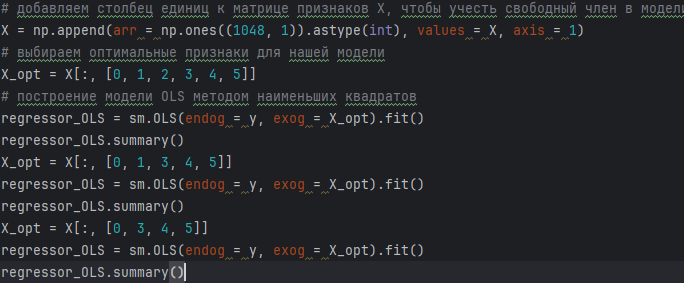 # добавляем столбец единиц к матрице признаков X, чтобы учесть свободный член в модели
X = np.append(arr = np.ones((1048, 1)).astype(int), values = X, axis = 1)
# выбираем оптимальные признаки для нашей модели
X_opt = X[:, [0, 1, 2, 3, 4, 5]]
# построение модели OLS методом наименьших квадратов
regressor_OLS = sm.OLS(endog = y, exog = X_opt).fit()
regressor_OLS.summary()
X_opt = X[:, [0, 1, 3, 4, 5]]
regressor_OLS = sm.OLS(endog = y, exog = X_opt).fit()
regressor_OLS.summary()
X_opt = X[:, [0, 3, 4, 5]]
regressor_OLS = sm.OLS(endog = y, exog = X_opt).fit()
regressor_OLS.summary()